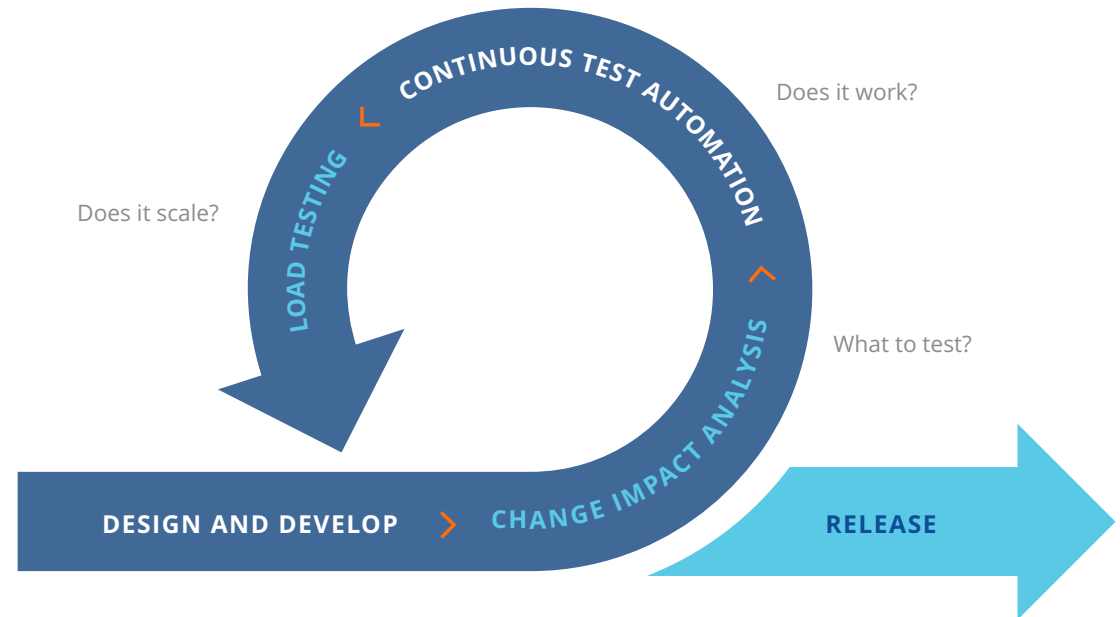 DESIGN AND DEVELOP
CHANGE IMPACT ANALYSIS
What to test?
CONTINUOUS TEST AUTOMATION
Does it work?
LOAD TESTING
Does it scale?
RELEASE